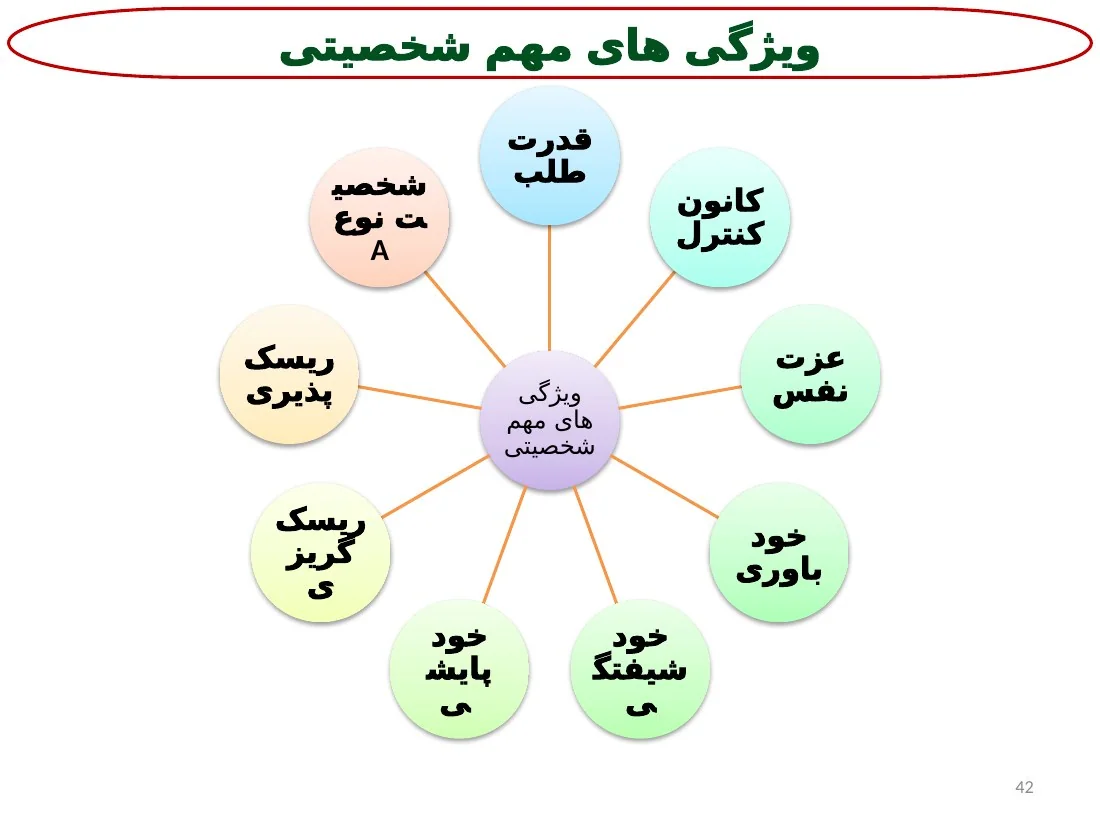 ویژگی های مهم شخصیتی
قدرت
طلب
کانون
کنترل
عزت
نفس
خود
باوری
خود
شیفتگ
ی
خود
پایش
ی
ریسک
گریز
ی
ریسک
پذیری
شخصی
ت نوع
A
ویژگی
های مهم
شخصیتی
42